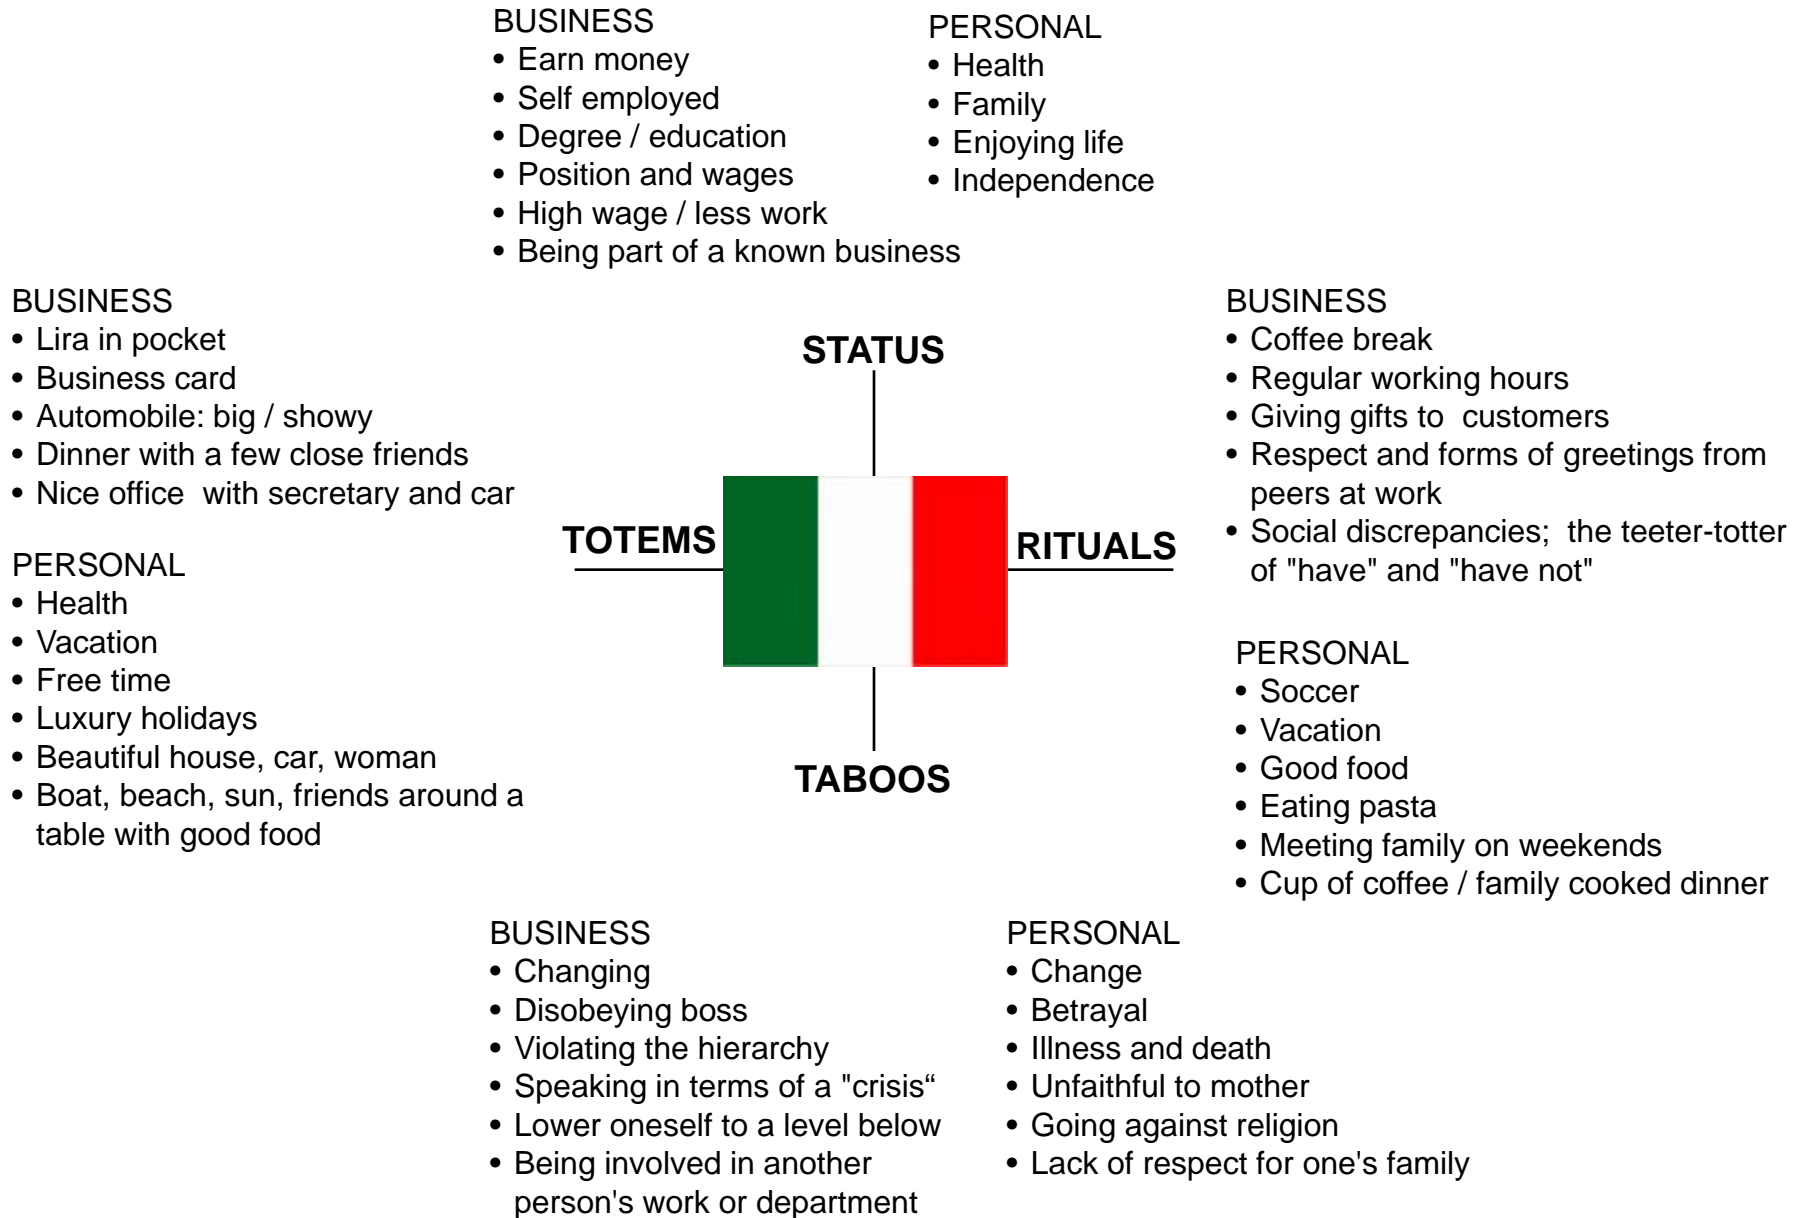 BUSINESS
• Earn money
• Self employed
• Degree / education
• Position and wages
• High wage / less work
• Being part of a known business
PERSONAL
• Health
• Family
• Enjoying life
• Independence
BUSINESS
• Lira in pocket
• Business card
• Automobile: big / showy
• Dinner with a few close friends
• Nice office  with secretary and car
PERSONAL
• Health
• Vacation
• Free time
• Luxury holidays
• Beautiful house, car, woman
• Boat, beach, sun, friends around a
table with good food
STATUS
TOTEMS
RITUALS
TABOOS
BUSINESS
• Coffee break
• Regular working hours
• Giving gifts to  customers
• Respect and forms of greetings from
peers at work
• Social discrepancies;  the teeter-totter
of "have" and "have not"
PERSONAL
• Soccer
• Vacation
• Good food
• Eating pasta
• Meeting family on weekends
• Cup of coffee / family cooked dinner
BUSINESS
• Changing
• Disobeying boss
• Violating the hierarchy
• Speaking in terms of a "crisis“
• Lower oneself to a level below
• Being involved in another
person's work or department
PERSONAL
• Change
• Betrayal
• Illness and death
• Unfaithful to mother
• Going against religion
• Lack of respect for one's family